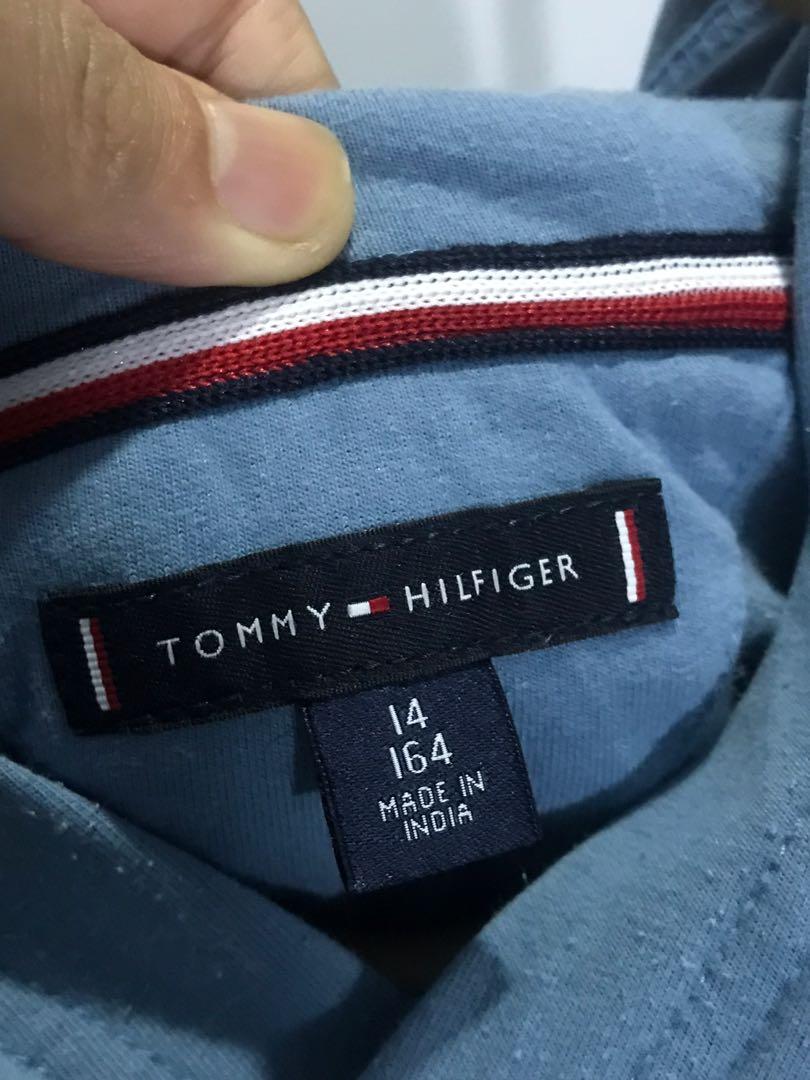 TOMMY HILFIGER
14
164
MADE IN
INDIA